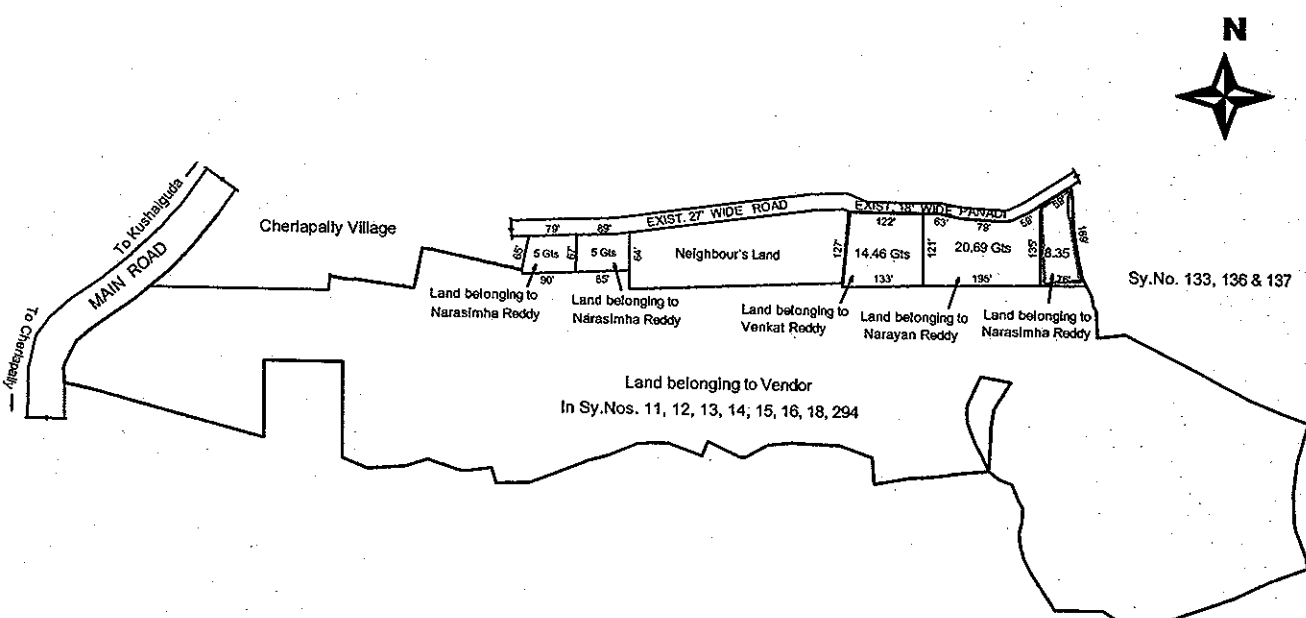 N
To Kushaiguda
MAIN ROAD
To Cherlapally
Cherlapally Village
EXIST. 27' WIDE ROAD
EXIST. 18' WIDE PANADI
79'
89'
122'
63'
79'
58'
58'
65'
5 Gts
67'
5 Gts
64'
Neighbour's Land
127'
14.46 Gts
121'
20.69 Gts
135'
8.35
169'
90'
85'
133'
195'
76'
Sy.No. 133, 136 & 137
Land belonging to
Narasimha Reddy
Land belonging to
Narasimha Reddy
Land belonging to
Venkat Reddy
Land belonging to
Narayan Reddy
Land belonging to
Narasimha Reddy
Land belonging to Vendor
In Sy.Nos. 11, 12, 13, 14, 15, 16, 18, 294